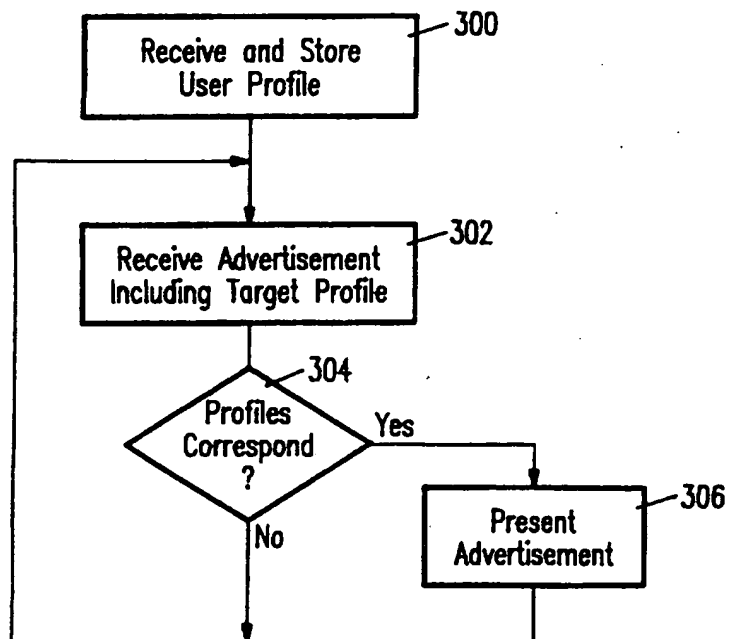 300
Receive and Store
User Profile
302
Receive Advertisement
Including Target Profile
304
Profiles
Correspond
?
Yes
No
306
Present
Advertisement